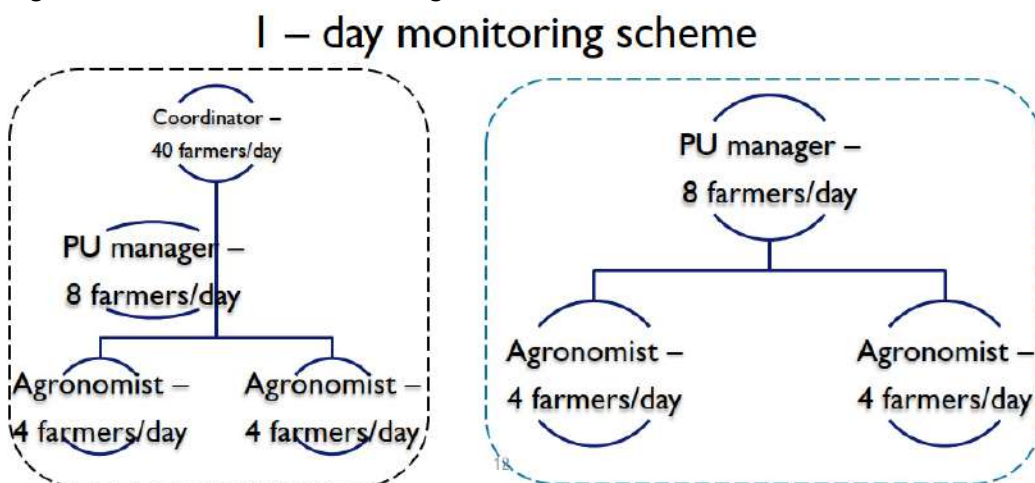 1 – day monitoring scheme
Coordinator –
40 farmers/day
PU manager –
8 farmers/day
Agronomist –
4 farmers/day
Agronomist –
4 farmers/day
PU manager –
8 farmers/day
Agronomist –
4 farmers/day
Agronomist –
4 farmers/day
12